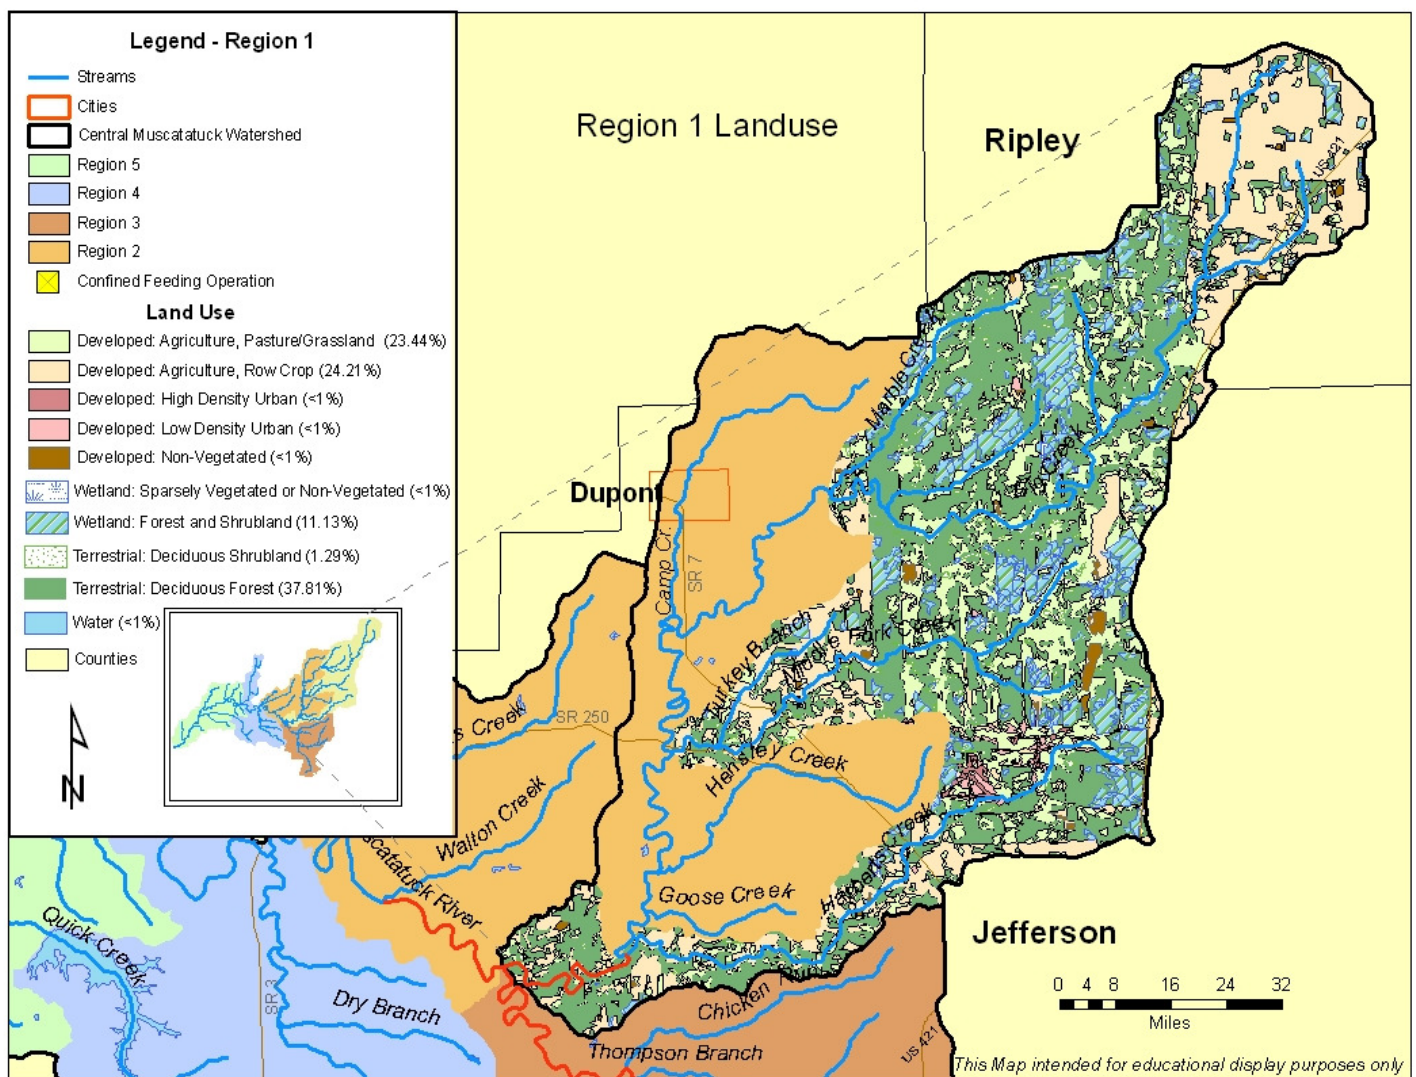 Legend - Region 1
Streams
Cities
Central Muscatatuck Watershed
Region 5
Region 4
Region 3
Region 2
Confined Feeding Operation
Land Use
Developed: Agriculture, Pasture/Grassland (23.44%)
Developed: Agriculture, Row Crop (24.21%)
Developed: High Density Urban (<1%)
Developed: Low Density Urban (<1%)
Developed: Non-Vegetated (<1%)
Wetland: Sparsely Vegetated or Non-Vegetated (<1%)
Wetland: Forest and Shrubland (11.13%)
Terrestrial: Deciduous Shrubland (1.29%)
Terrestrial: Deciduous Forest (37.81%)
Water (<1%)
Counties
N
Region 1 Landuse
Ripley
US 421
Marble Creek
Creek
Dupont
Camp Cr.
SR 7
Turkey Branch
Middle Fork Creek
s Creek
SR 250
Hensley Creek
Walton Creek
Harberts Creek
scatatuck River
Goose Creek
Quick Creek
Jefferson
SR 3
Dry Branch
Chicken
Thompson Branch
US 421
0 4 8 16 24 32
Miles
This Map intended for educational display purposes only